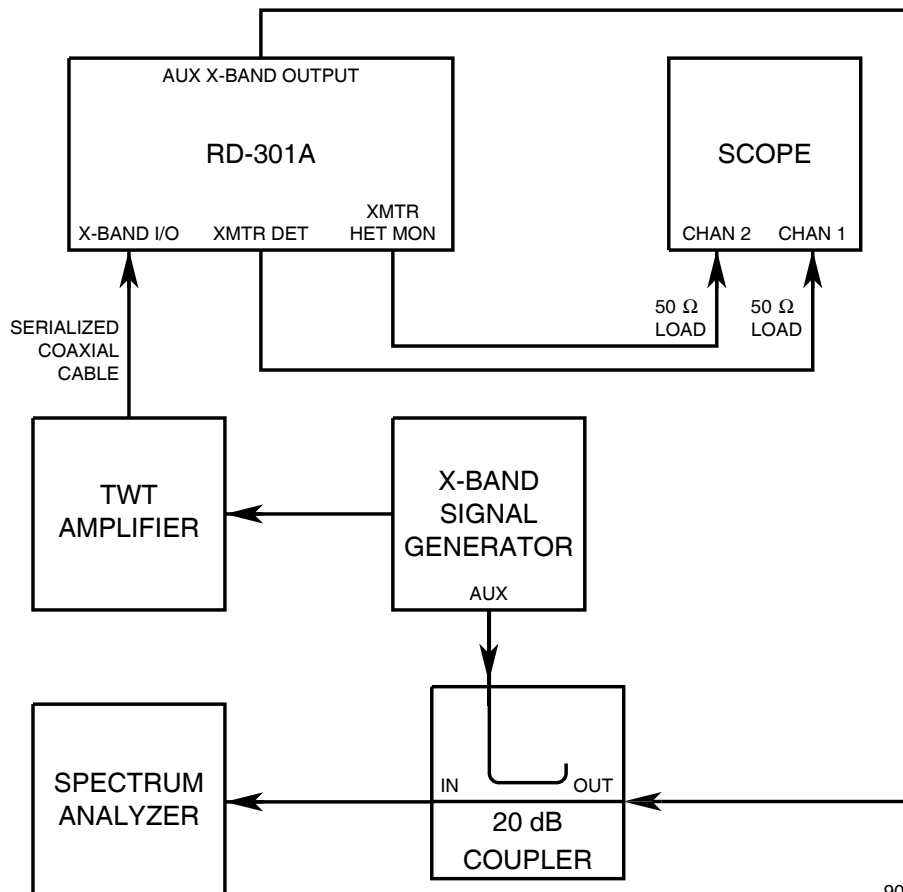 AUX X-BAND OUTPUT
RD-301A
X-BAND I/O
XMTR DET
XMTR
HET MON
SCOPE
CHAN 2
CHAN 1
50 Ω
LOAD
50 Ω
LOAD
SERIALIZED
COAXIAL
CABLE
TWT
AMPLIFIER
X-BAND
SIGNAL
GENERATOR
AUX
SPECTRUM
ANALYZER
IN
OUT
20 dB
COUPLER